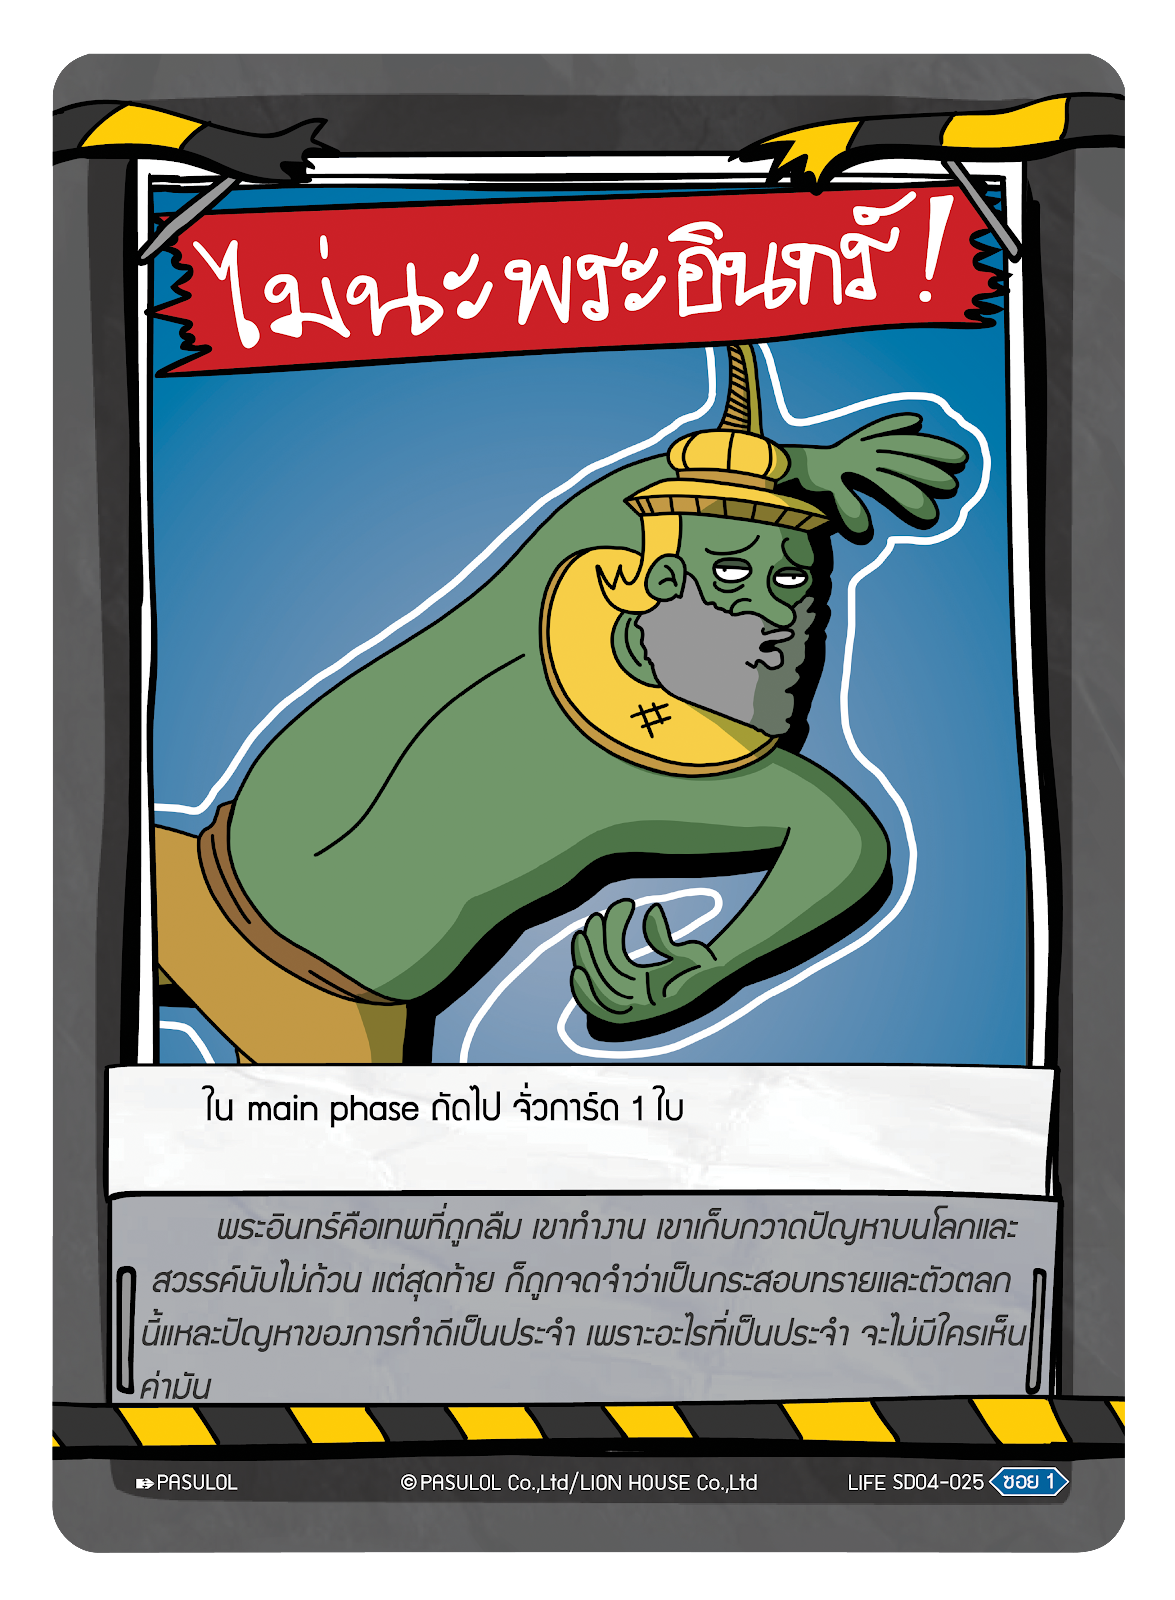 ไม่นะพระอินทร์!
ใน main phase ถัดไป จั่วการ์ด 1 ใบ
พระอินทร์คือเทพที่ถูกลืม เขาทำงาน เขาเก็บกวาดปัญหาบนโลกและ
สวรรค์นับไม่ถ้วน แต่สุดท้าย ก็ถูกจดจำว่าเป็นกระสอบทรายและตัวตลก
นี้แหละปัญหาของการทำดีเป็นประจำ เพราะอะไรที่เป็นประจำ จะไม่มีใครเห็น
ค่ามัน
PASULOL ©PASULOL Co.,Ltd/LION HOUSE Co.,Ltd LIFE SD04-025 ซอย 1